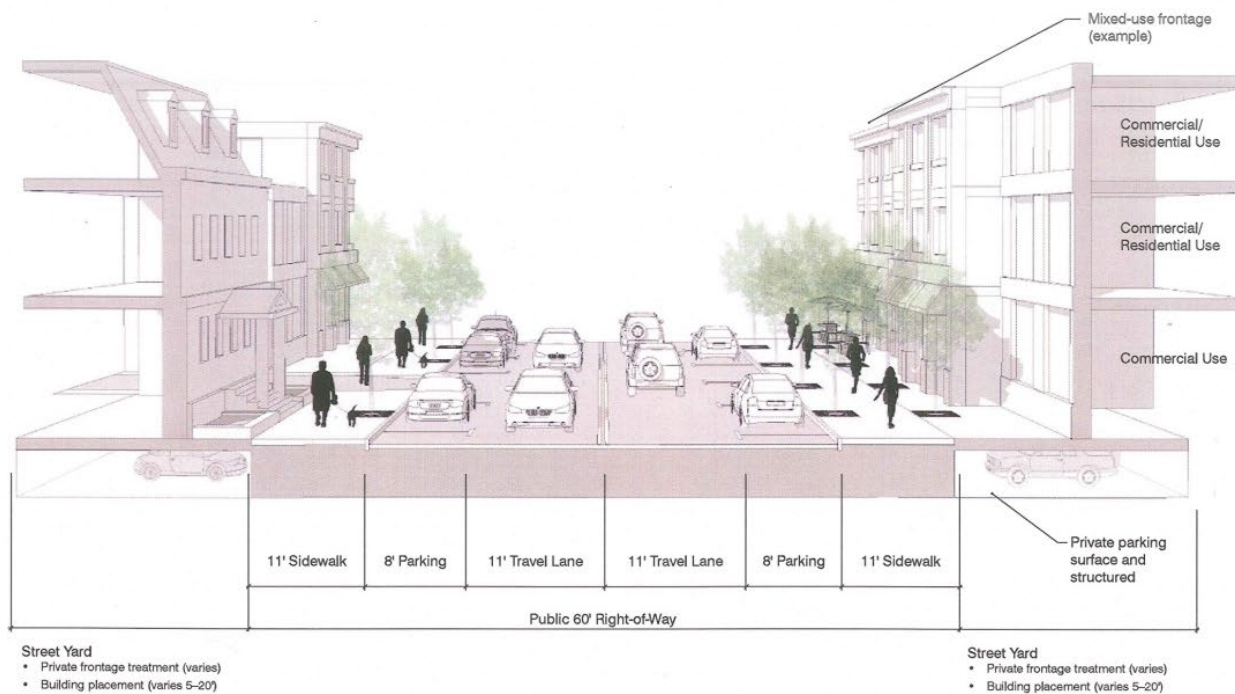 Mixed-use frontage
(example)
Commercial/
Residential Use
Commercial/
Residential Use
Commercial Use
11' Sidewalk
8' Parking
11' Travel Lane
11' Travel Lane
8' Parking
11' Sidewalk
Private parking
surface and
structured
Public 60' Right-of-Way
Street Yard
• Private frontage treatment (varies)
• Building placement (varies 5–20')
Street Yard
• Private frontage treatment (varies)
• Building placement (varies 5–20')